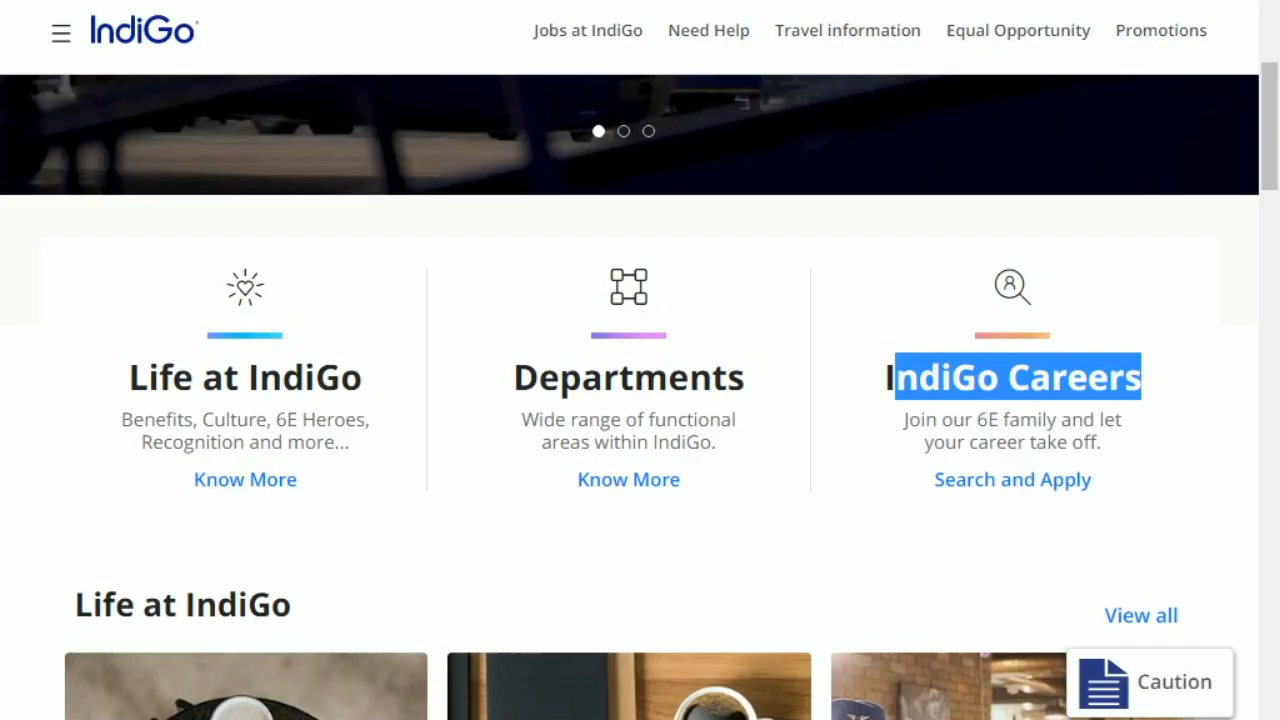 IndiGo
Jobs at IndiGo
Need Help
Travel information
Equal Opportunity
Promotions
Life at IndiGo
Benefits, Culture, 6E Heroes,
Recognition and more...
Know More
Departments
Wide range of functional
areas within IndiGo.
Know More
IndiGo Careers
Join our 6E family and let
your career take off.
Search and Apply
Life at IndiGo
View all
Caution